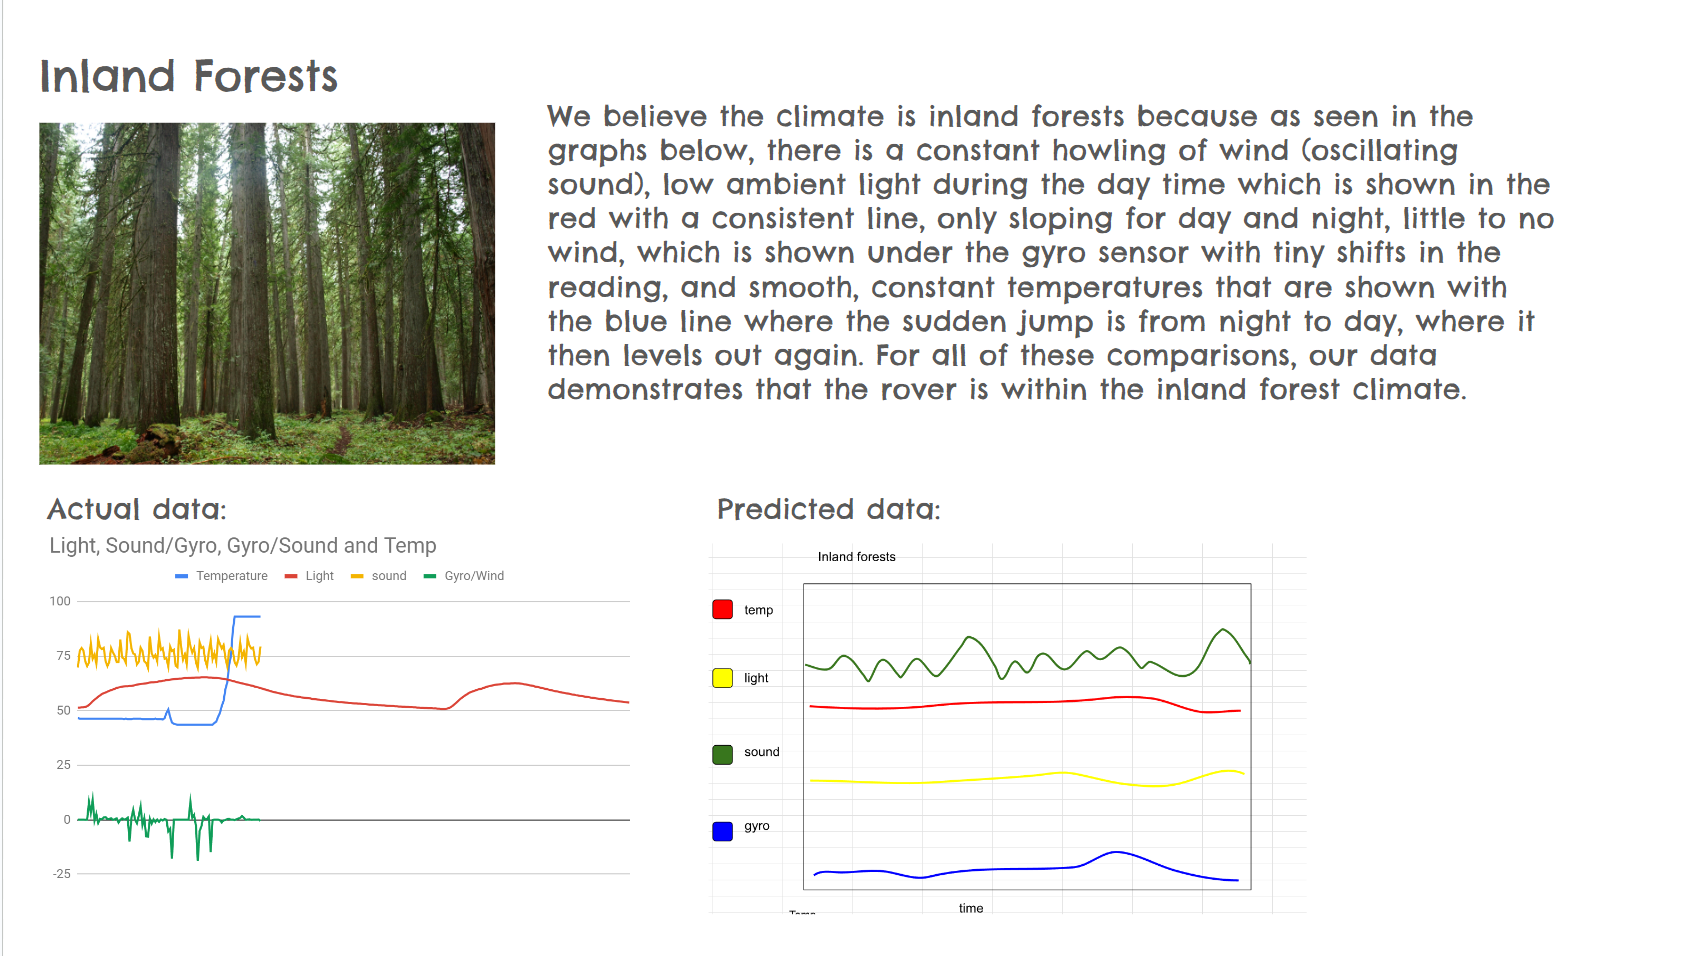 Inland Forests
We believe the climate is inland forests because as seen in the
graphs below, there is a constant howling of wind (oscillating
sound), low ambient light during the day time which is shown in the
red with a consistent line, only sloping for day and night, little to no
wind, which is shown under the gyro sensor with tiny shifts in the
reading, and smooth, constant temperatures that are shown with
the blue line where the sudden jump is from night to day, where it
then levels out again. For all of these comparisons, our data
demonstrates that the rover is within the inland forest climate.
Actual data:
Light, Sound/Gyro, Gyro/Sound and Temp
Temperature Light sound Gyro/Wind
100
75
50
25
0
-25
Predicted data:
Inland forests
temp
light
sound
gyro
time